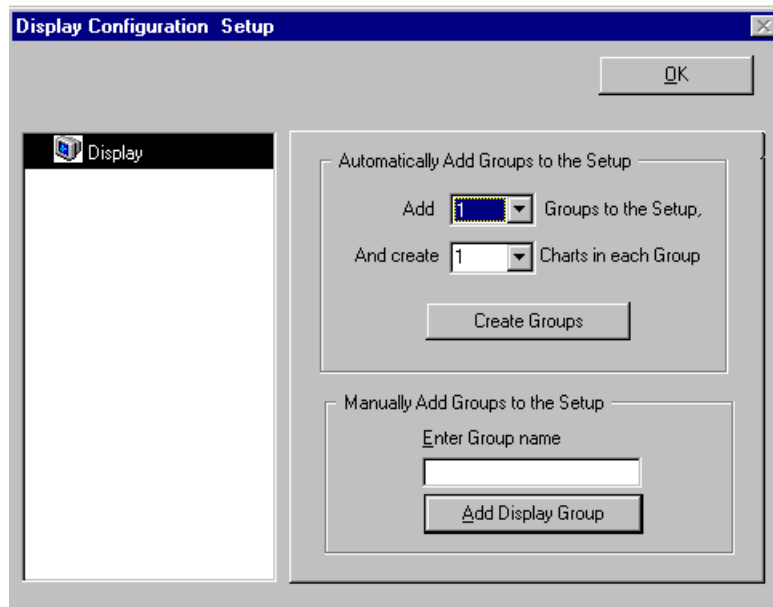 Display Configuration  Setup
OK
Display
Automatically Add Groups to the Setup
Add 1 Groups to the Setup,
And create 1 Charts in each Group
Create Groups
Manually Add Groups to the Setup
Enter Group name
Add Display Group